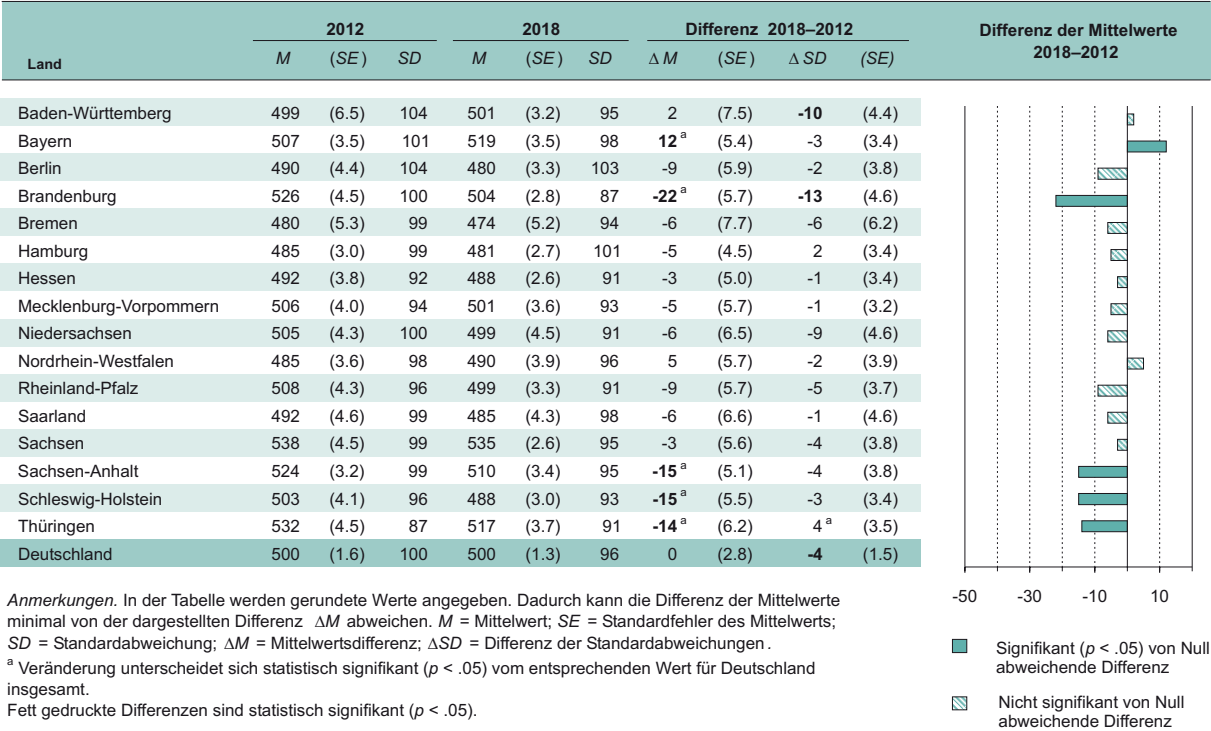 2012 2018 Differenz 2018–2012 Differenz der Mittelwerte
2018–2012
Land M (SE) SD M (SE) SD Δ M (SE) Δ SD (SE)
Baden-Württemberg 499 (6.5) 104 501 (3.2) 95 2 (7.5) -10 (4.4)
Bayern 507 (3.5) 101 519 (3.5) 98 12 a (5.4) -3 (3.4)
Berlin 490 (4.4) 104 480 (3.3) 103 -9 (5.9) -2 (3.8)
Brandenburg 526 (4.5) 100 504 (2.8) 87 -22 a (5.7) -13 (4.6)
Bremen 480 (5.3) 99 474 (5.2) 94 -6 (7.7) -6 (6.2)
Hamburg 485 (3.0) 99 481 (2.7) 101 -5 (4.5) 2 (3.4)
Hessen 492 (3.8) 92 488 (2.6) 91 -3 (5.0) -1 (3.4)
Mecklenburg-Vorpommern 506 (4.0) 94 501 (3.6) 93 -5 (5.7) -1 (3.2)
Niedersachsen 505 (4.3) 100 499 (4.5) 91 -6 (6.5) -9 (4.6)
Nordrhein-Westfalen 485 (3.6) 98 490 (3.9) 96 5 (5.7) -2 (3.9)
Rheinland-Pfalz 508 (4.3) 96 499 (3.3) 91 -9 (5.7) -5 (3.7)
Saarland 492 (4.6) 99 485 (4.3) 98 -6 (6.6) -1 (4.6)
Sachsen 538 (4.5) 99 535 (2.6) 95 -3 (5.6) -4 (3.8)
Sachsen-Anhalt 524 (3.2) 99 510 (3.4) 95 -15 a (5.1) -4 (3.8)
Schleswig-Holstein 503 (4.1) 96 488 (3.0) 93 -15 a (5.5) -3 (3.4)
Thüringen 532 (4.5) 87 517 (3.7) 91 -14 a (6.2) 4 a (3.5)
Deutschland 500 (1.6) 100 500 (1.3) 96 0 (2.8) -4 (1.5)
-50 -30 -10 10
Anmerkungen. In der Tabelle werden gerundete Werte angegeben. Dadurch kann die Differenz der Mittelwerte
minimal von der dargestellten Differenz ΔM abweichen. M = Mittelwert; SE = Standardfehler des Mittelwerts;
SD = Standardabweichung; ΔM = Mittelwertsdifferenz; ΔSD = Differenz der Standardabweichungen.
a Veränderung unterscheidet sich statistisch signifikant (p < .05) vom entsprechenden Wert für Deutschland
insgesamt.
Fett gedruckte Differenzen sind statistisch signifikant (p < .05).
Signifikant (p < .05) von Null
abweichende Differenz
Nicht signifikant von Null
abweichende Differenz